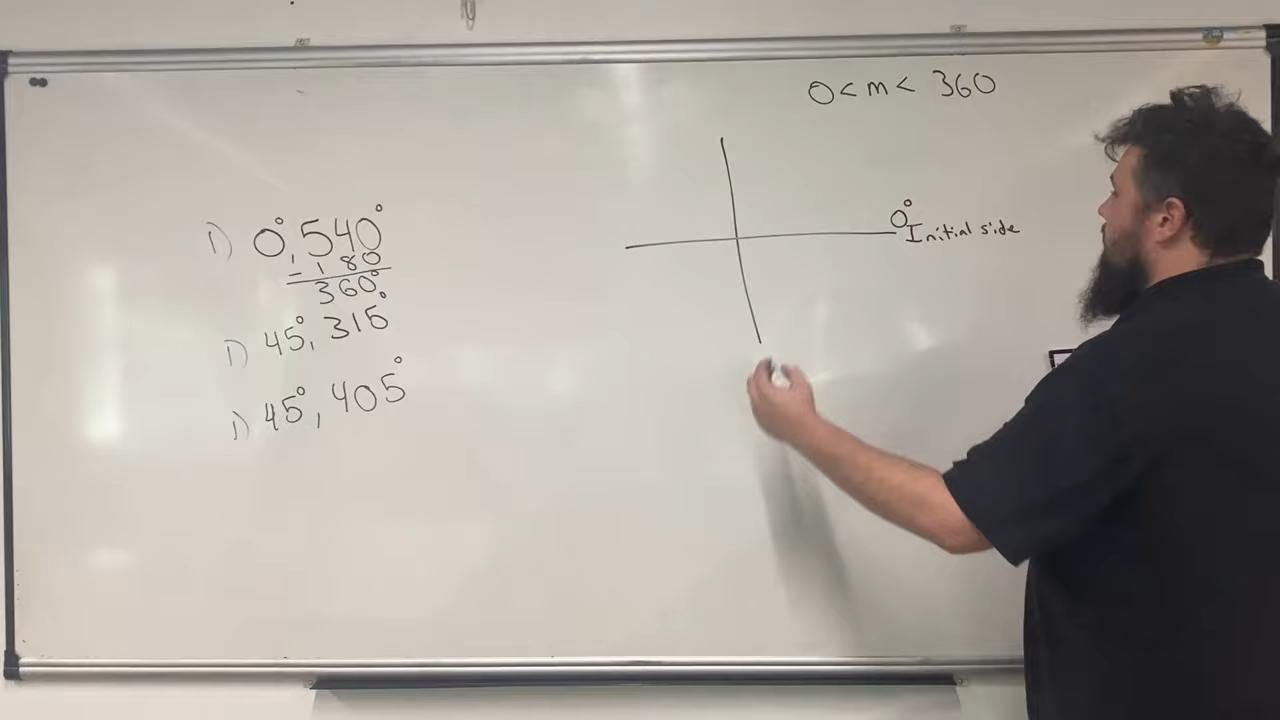 0 < m < 360
1) 0°, 540°
- 180
360°
1) 45°, 315°
1) 45°, 405°
0°
Initial side